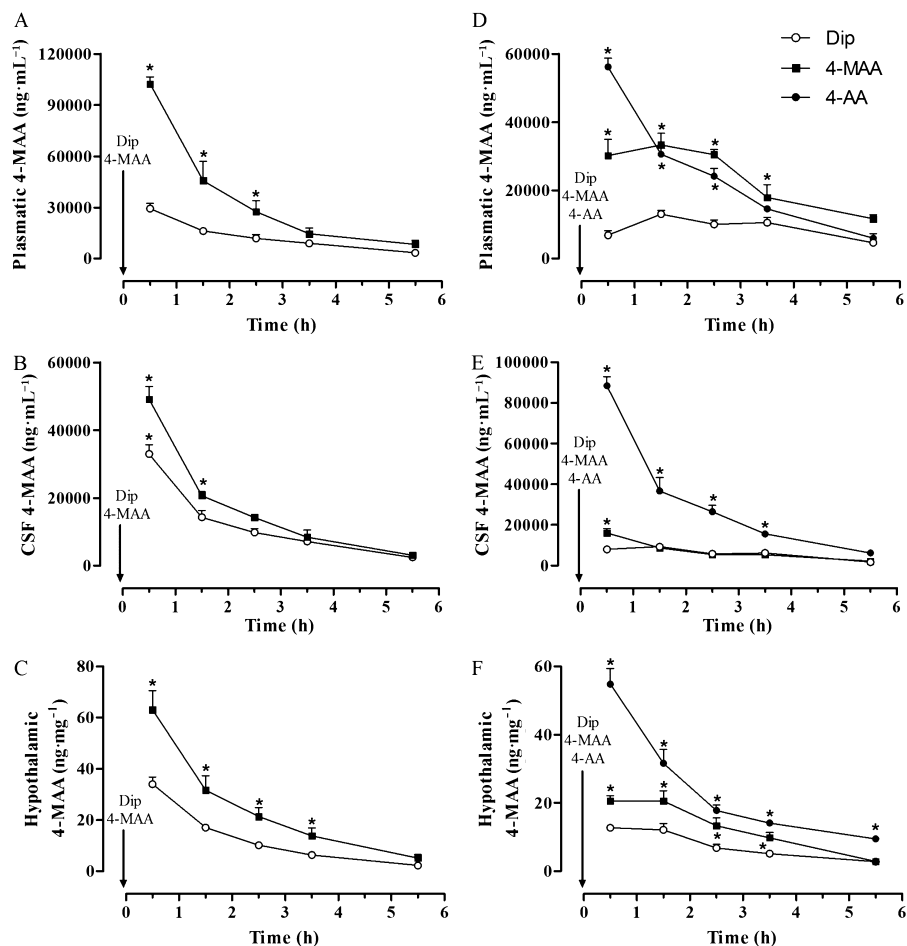 A
Plasmatic 4-MAA (ng·mL⁻¹)
120000
90000
60000
30000
0
Dip
4-MAA
*
*
*
0 1 2 3 4 5 6
Time (h)
D
Plasmatic 4-MAA (ng·mL⁻¹)
60000
40000
20000
0
Dip
4-MAA
4-AA
Dip
4-MAA
4-AA
*
* * *
* * *
0 1 2 3 4 5 6
Time (h)
B
CSF 4-MAA (ng·mL⁻¹)
60000
40000
20000
0
Dip
4-MAA
*
*
*
0 1 2 3 4 5 6
Time (h)
E
CSF 4-MAA (ng·mL⁻¹)
100000
80000
60000
40000
20000
0
Dip
4-MAA
4-AA
*
*
*
*
*
0 1 2 3 4 5 6
Time (h)
C
Hypothalamic
4-MAA (ng·mg⁻¹)
80
60
40
20
0
Dip
4-MAA
*
*
*
*
0 1 2 3 4 5 6
Time (h)
F
Hypothalamic
4-MAA (ng·mg⁻¹)
60
40
20
0
Dip
4-MAA
4-AA
*
*
* *
* * *
* *
0 1 2 3 4 5 6
Time (h)